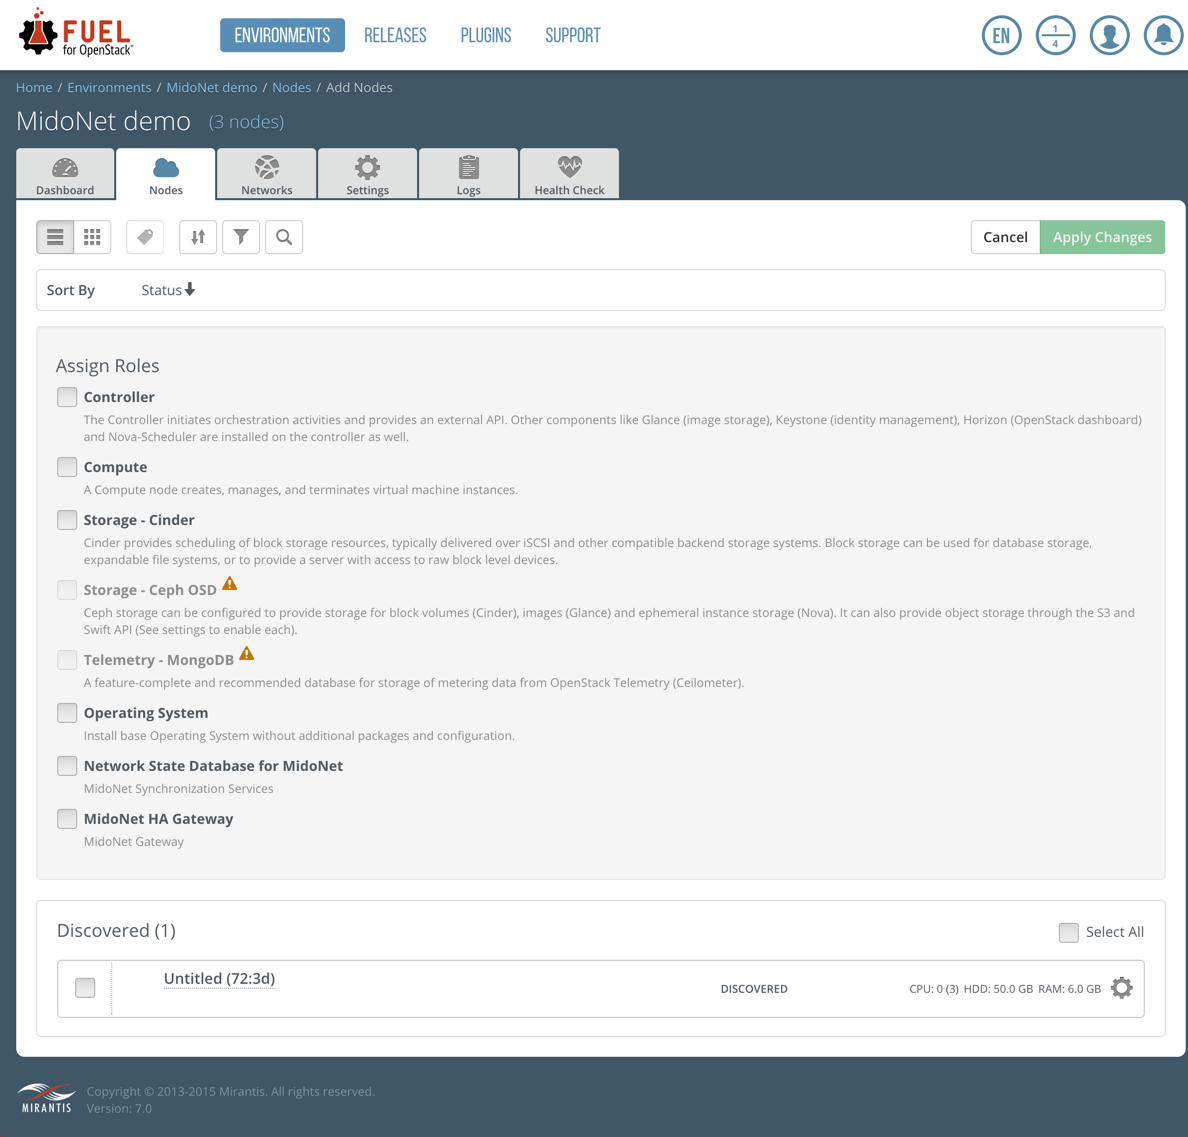 FUEL
for OpenStack
ENVIRONMENTS RELEASES PLUGINS SUPPORT
EN
1
4
Home / Environments / MidoNet demo / Nodes / Add Nodes
MidoNet demo (3 nodes)
Dashboard Nodes Networks Settings Logs Health Check
Cancel Apply Changes
Sort By Status
Assign Roles
Controller
The Controller initiates orchestration activities and provides an external API. Other components like Glance (image storage), Keystone (identity management), Horizon (OpenStack dashboard)
and Nova-Scheduler are installed on the controller as well.
Compute
A Compute node creates, manages, and terminates virtual machine instances.
Storage - Cinder
Cinder provides scheduling of block storage resources, typically delivered over iSCSI and other compatible backend storage systems. Block storage can be used for database storage,
expandable file systems, or to provide a server with access to raw block level devices.
Storage - Ceph OSD
Ceph storage can be configured to provide storage for block volumes (Cinder), images (Glance) and ephemeral instance storage (Nova). It can also provide object storage through the S3 and
Swift API (See settings to enable each).
Telemetry - MongoDB
A feature-complete and recommended database for storage of metering data from OpenStack Telemetry (Ceilometer).
Operating System
Install base Operating System without additional packages and configuration.
Network State Database for MidoNet
MidoNet Synchronization Services
MidoNet HA Gateway
MidoNet Gateway
Discovered (1) Select All
Untitled (72:3d) DISCOVERED CPU: 0 (3) HDD: 50.0 GB RAM: 6.0 GB
MIRANTIS
Copyright © 2013-2015 Mirantis. All rights reserved.
Version: 7.0